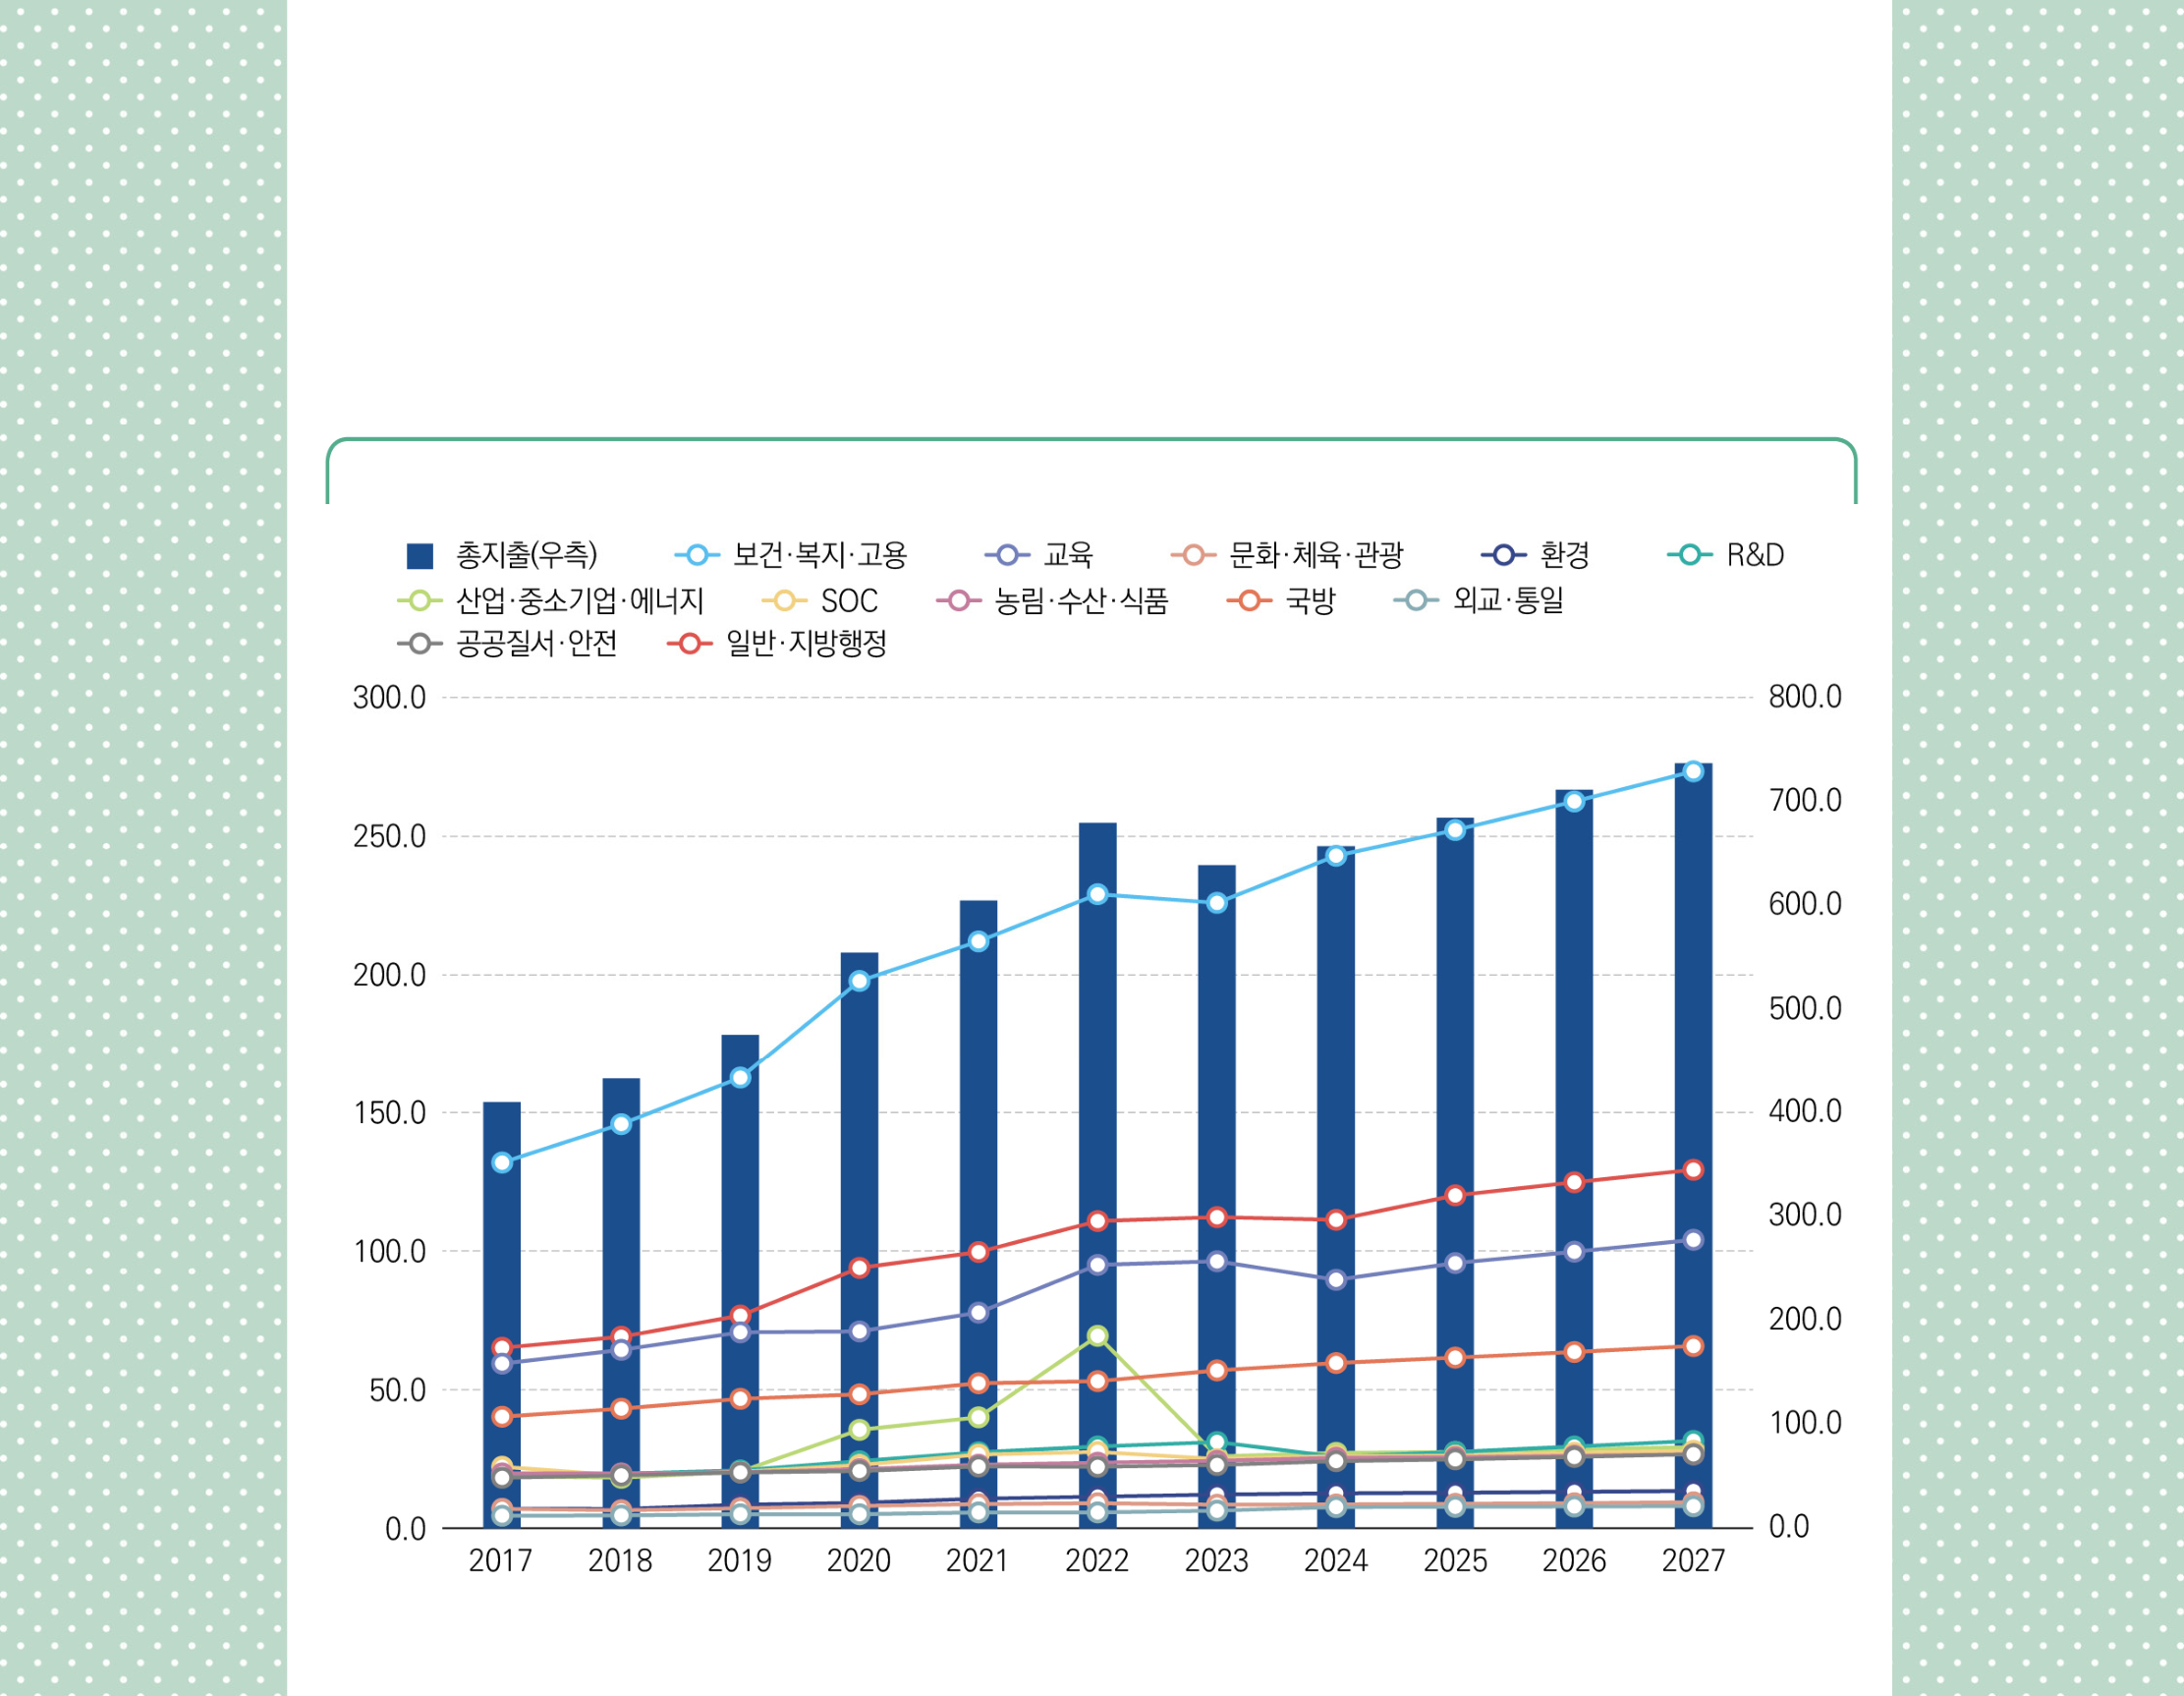 총지출(우측) 보건·복지·고용 교육 문화·체육·관광 환경 R&D
산업·중소기업·에너지 SOC 농림·수산·식품 국방 외교·통일
공공질서·안전 일반·지방행정
300.0 800.0
250.0 700.0
200.0 600.0
150.0 500.0
100.0 400.0
50.0 300.0
0.0 200.0
100.0
0.0
2017 2018 2019 2020 2021 2022 2023 2024 2025 2026 2027